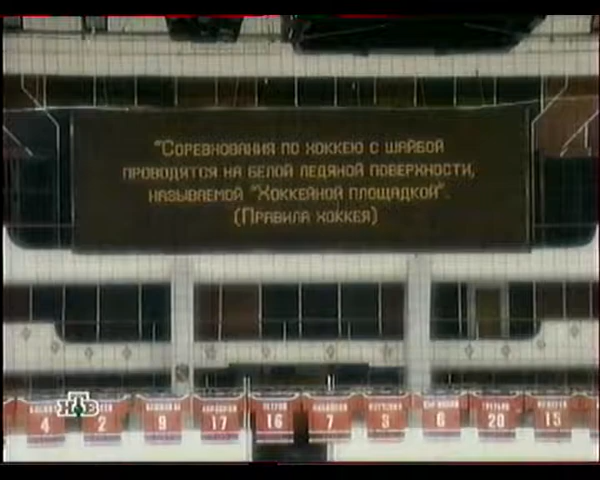 "Соревнования по хоккею с шайбой
проводятся на белой ледяной поверхности,
называемой "Хоккейной площадкой".
(Правила хоккея)
НТВ
4 2 9 17 16 7 3 6 20 15